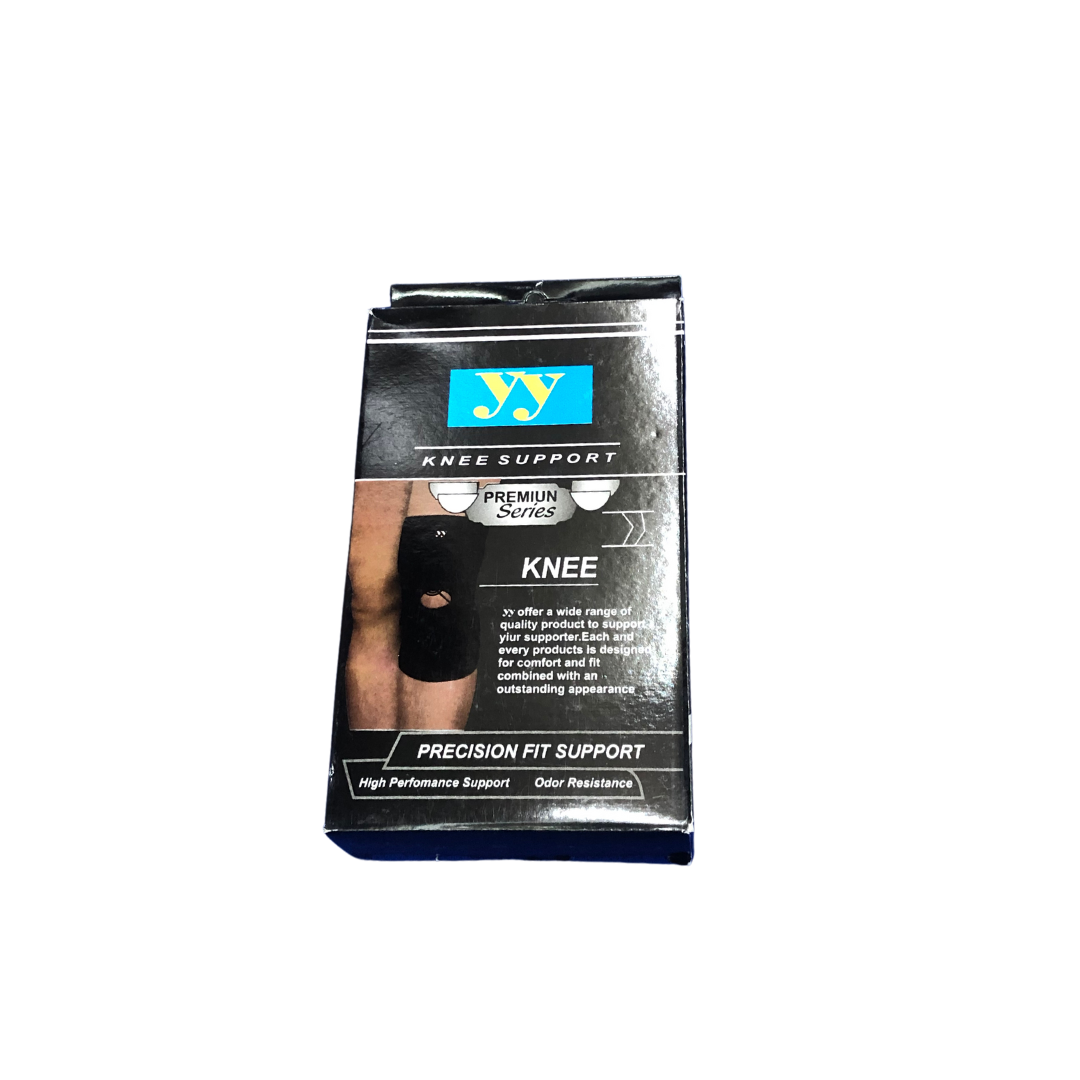 yy
KNEE SUPPORT
PREMIUN
Series
yy
KNEE
yy offer a wide range of
quality product to support
yiur supporter.Each and
every products is designed
for comfort and fit
combined with an
outstanding appearance
PRECISION FIT SUPPORT
High Perfomance Support Odor Resistance